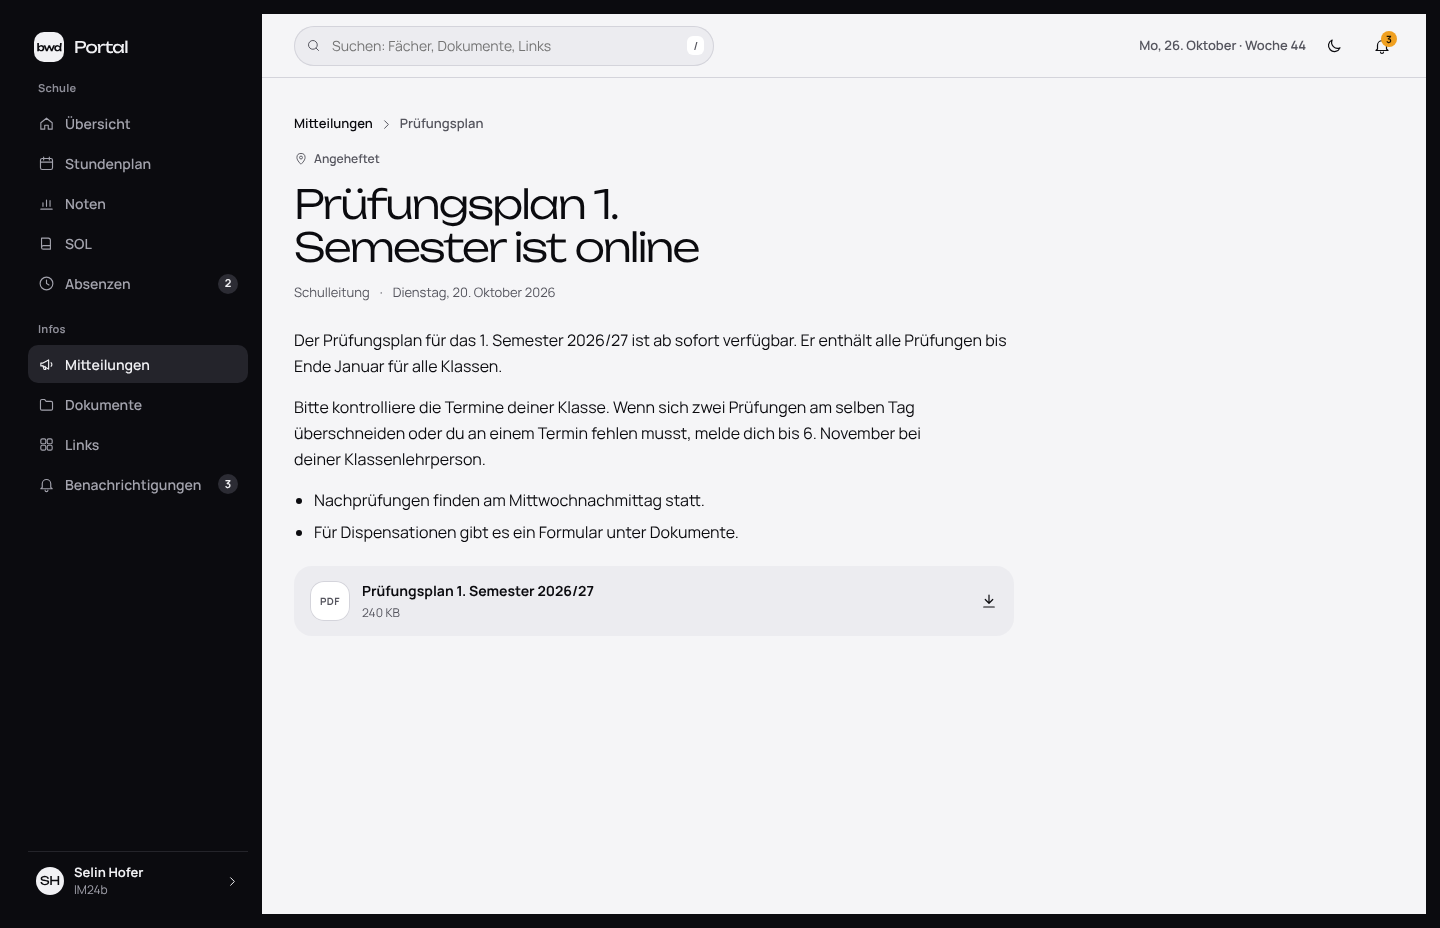 bwd Portal
Schule
Übersicht
Stundenplan
Noten
SOL
Absenzen 2
Infos
Mitteilungen
Dokumente
Links
Benachrichtigungen 3
SH Selin Hofer
IM24b
Suchen: Fächer, Dokumente, Links /
Mo, 26. Oktober · Woche 44
3
Mitteilungen Prüfungsplan
Angeheftet
Prüfungsplan 1.
Semester ist online
Schulleitung · Dienstag, 20. Oktober 2026
Der Prüfungsplan für das 1. Semester 2026/27 ist ab sofort verfügbar. Er enthält alle Prüfungen bis
Ende Januar für alle Klassen.
Bitte kontrolliere die Termine deiner Klasse. Wenn sich zwei Prüfungen am selben Tag
überschneiden oder du an einem Termin fehlen musst, melde dich bis 6. November bei
deiner Klassenlehrperson.
• Nachprüfungen finden am Mittwochnachmittag statt.
• Für Dispensationen gibt es ein Formular unter Dokumente.
PDF Prüfungsplan 1. Semester 2026/27
240 KB